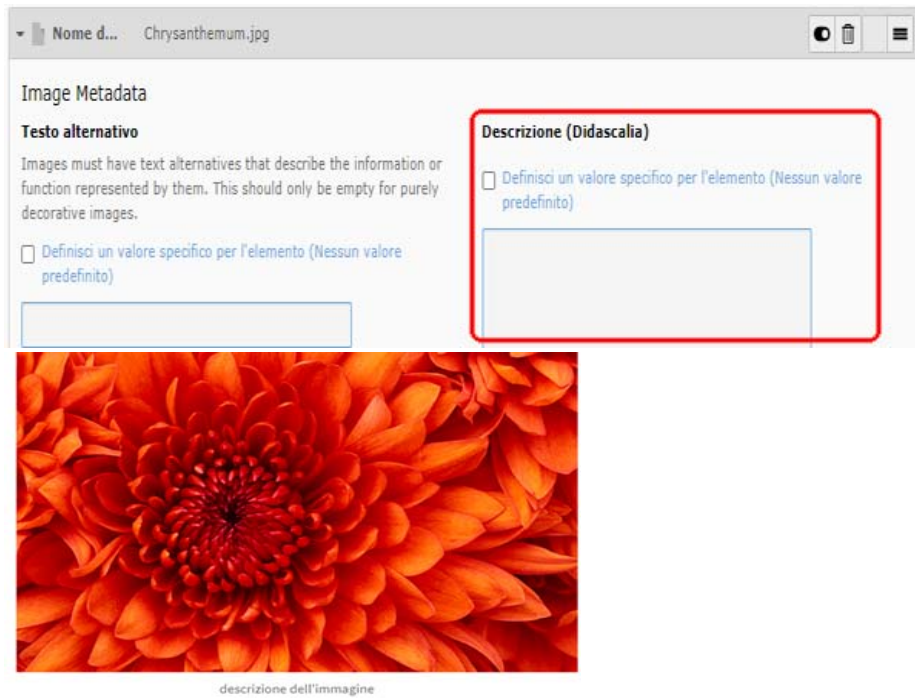 Nome d... Chrysanthemum.jpg
Image Metadata
Testo alternativo
Images must have text alternatives that describe the information or
function represented by them. This should only be empty for purely
decorative images.
Definisci un valore specifico per l'elemento (Nessun valore
predefinito)
Descrizione (Didascalia)
Definisci un valore specifico per l'elemento (Nessun valore
predefinito)
descrizione dell'immagine